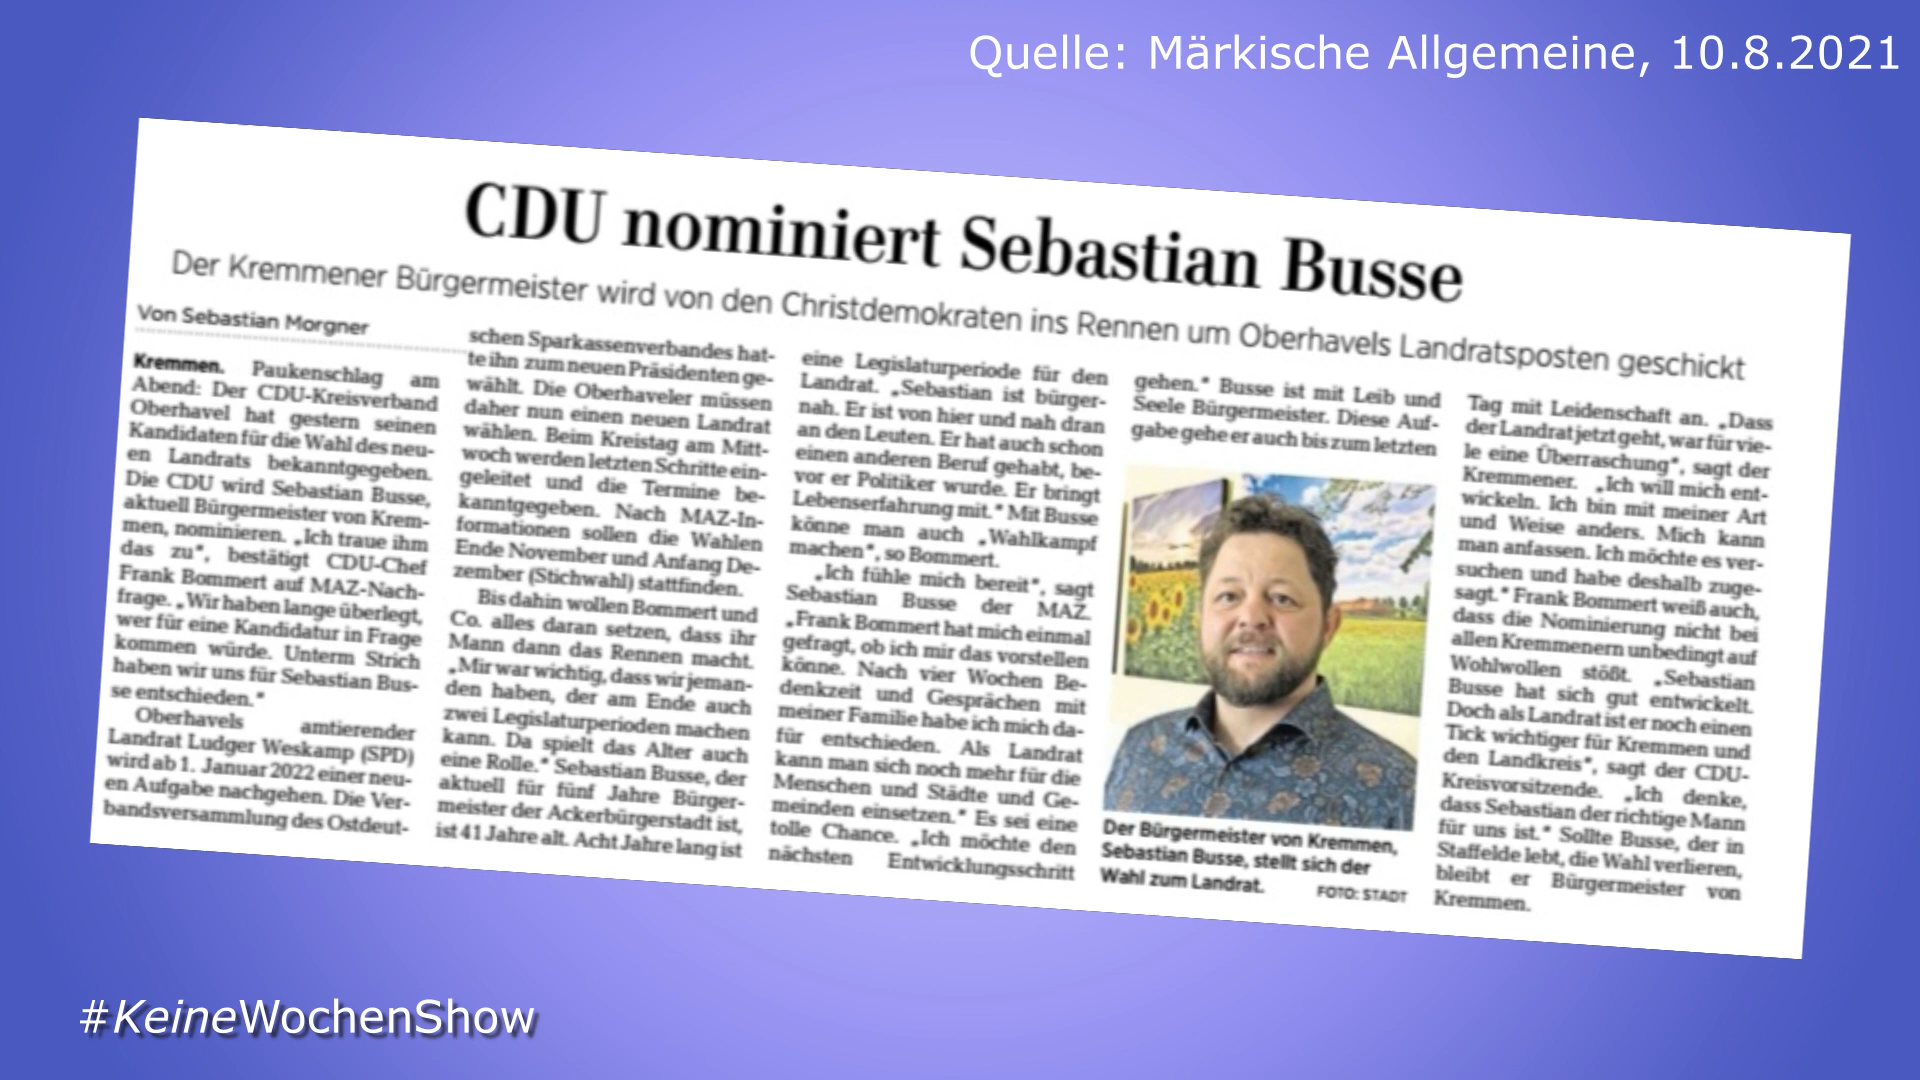 Quelle: Märkische Allgemeine, 10.8.2021
CDU nominiert Sebastian Busse
Der Kremmener Bürgermeister wird von den Christdemokraten ins Rennen um Oberhavels Landratsposten geschickt
Von Sebastian Morgner
Kremmen. Paukenschlag am
Abend: Der CDU-Kreisverband
Oberhavel hat gestern seinen
Kandidaten für die Wahl des neu-
en Landrats bekanntgegeben.
Die CDU wird Sebastian Busse,
aktuell Bürgermeister von Krem-
men, nominieren. „Ich traue ihm
das zu“, bestätigt CDU-Chef
Frank Bommert auf MAZ-Nach-
frage. „Wir haben lange überlegt,
wer für eine Kandidatur in Frage
kommen würde. Unterm Strich
haben wir uns für Sebastian Bus-
se entschieden.“
Oberhavels amtierender
Landrat Ludger Weskamp (SPD)
wird ab 1. Januar 2022 einer neu-
en Aufgabe nachgehen. Die Ver-
bandsversammlung des Ostdeut-
schen Sparkassenverbandes hat-
te ihn zum neuen Präsidenten ge-
wählt. Die Oberhaveler müssen
daher nun einen neuen Landrat
wählen. Beim Kreistag am Mitt-
woch werden letzten Schritte ein-
geleitet und die Termine be-
kanntgegeben. Nach MAZ-In-
formationen sollen die Wahlen
Ende November und Anfang De-
zember (Stichwahl) stattfinden.
Bis dahin wollen Bommert und
Co. alles daran setzen, dass ihr
Mann dann das Rennen macht.
„Mir war wichtig, dass wir jeman-
den haben, der am Ende auch
zwei Legislaturperioden machen
kann. Da spielt das Alter auch
eine Rolle.“ Sebastian Busse, der
aktuell für fünf Jahre Bürger-
meister der Ackerbürgerstadt ist,
ist 41 Jahre alt. Acht Jahre lang ist
eine Legislaturperiode für den
Landrat. „Sebastian ist bürger-
nah. Er ist von hier und nah dran
an den Leuten. Er hat auch schon
einen anderen Beruf gehabt, be-
vor er Politiker wurde. Er bringt
Lebenserfahrung mit.“ Mit Busse
könne man auch „Wahlkampf
machen“, so Bommert.
„Ich fühle mich bereit“, sagt
Sebastian Busse der MAZ.
„Frank Bommert hat mich einmal
gefragt, ob ich mir das vorstellen
könne. Nach vier Wochen Be-
denkzeit und Gesprächen mit
meiner Familie habe ich mich da-
für entschieden. Als Landrat
kann man sich noch mehr für die
Menschen und Städte und Ge-
meinden einsetzen.“ Es sei eine
tolle Chance. „Ich möchte den
nächsten Entwicklungsschritt
gehen.“ Busse ist mit Leib und
Seele Bürgermeister. Diese Auf-
gabe gehe er auch bis zum letzten
Der Bürgermeister von Kremmen,
Sebastian Busse, stellt sich der
Wahl zum Landrat. FOTO: STADT
Tag mit Leidenschaft an. „Dass
der Landrat jetzt geht, war für vie-
le eine Überraschung“, sagt der
Kremmener. „Ich will mich ent-
wickeln. Ich bin mit meiner Art
und Weise anders. Mich kann
man anfassen. Ich möchte es ver-
suchen und habe deshalb zuge-
sagt.“ Frank Bommert weiß auch,
dass die Nominierung nicht bei
allen Kremmenern unbedingt auf
Wohlwollen stößt. „Sebastian
Busse hat sich gut entwickelt.
Doch als Landrat ist er noch einen
Tick wichtiger für Kremmen und
den Landkreis“, sagt der CDU-
Kreisvorsitzende. „Ich denke,
dass Sebastian der richtige Mann
für uns ist.“ Sollte Busse, der in
Staffelde lebt, die Wahl verlieren,
bleibt er Bürgermeister von
Kremmen.
#KeineWochenShow